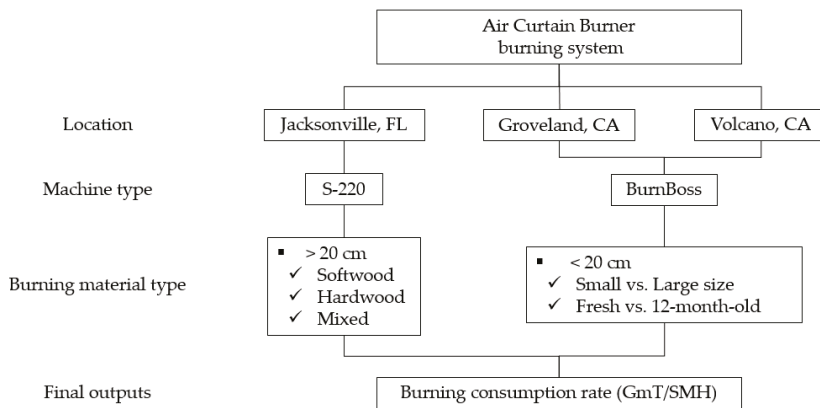 Air Curtain Burner
burning system
Location
Jacksonville, FL
Groveland, CA
Volcano, CA
Machine type
S-220
BurnBoss
Burning material type
▪ > 20 cm
✓ Softwood
✓ Hardwood
✓ Mixed
▪ < 20 cm
✓ Small vs. Large size
✓ Fresh vs. 12-month-old
Final outputs
Burning consumption rate (GmT/SMH)